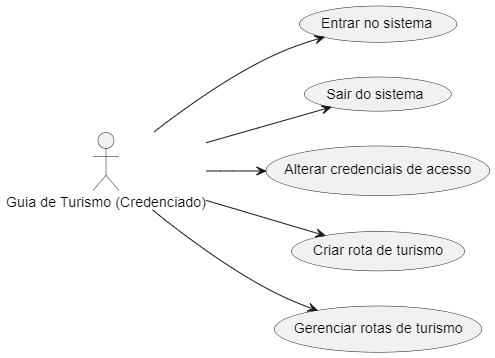 Entrar no sistema
Sair do sistema
Alterar credenciais de acesso
Guia de Turismo (Credenciado)
Criar rota de turismo
Gerenciar rotas de turismo